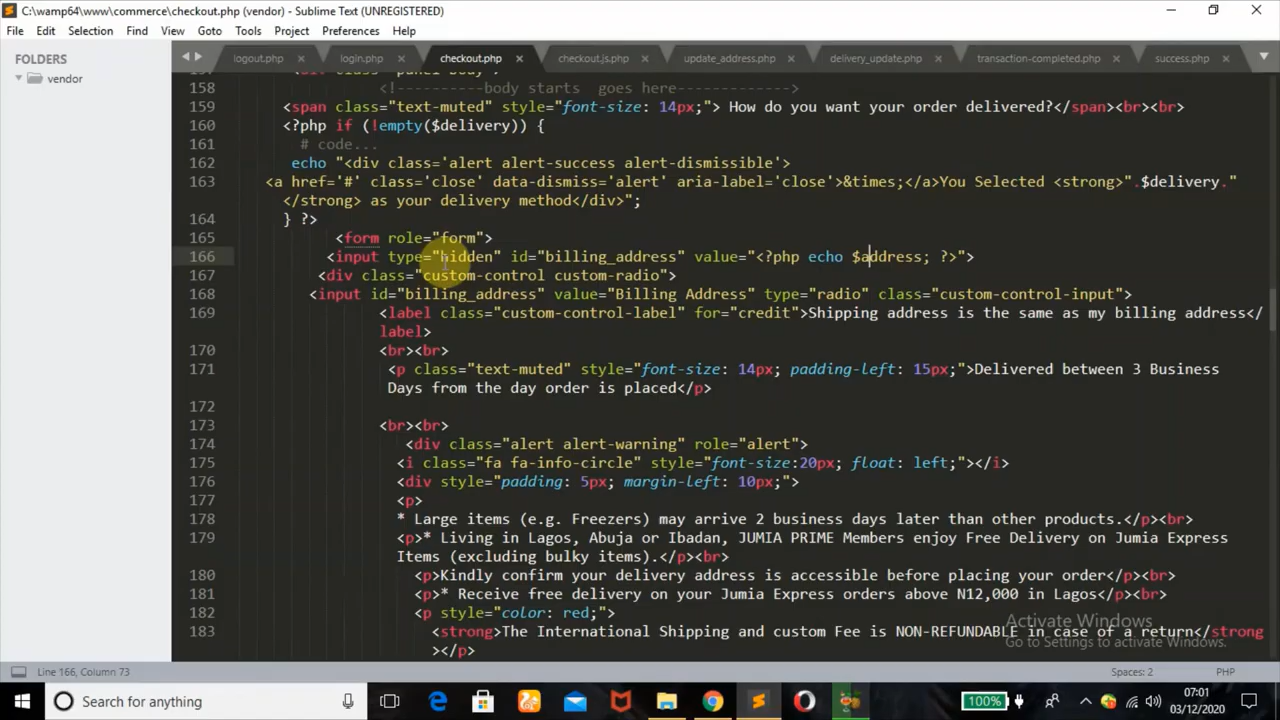 C:\wamp64\www\commerce\checkout.php (vendor) - Sublime Text (UNREGISTERED)
File Edit Selection Find View Goto Tools Project Preferences Help
FOLDERS
vendor
logout.php login.php checkout.php checkout.js.php update_address.php delivery_update.php transaction-completed.php success.php
158 <!----------body starts  goes here------------->
159 <span class="text-muted" style="font-size: 14px;"> How do you want your order delivered?</span><br><br>
160 <?php if (!empty($delivery)) {
161 # code...
162 echo "<div class='alert alert-success alert-dismissible'>
163 <a href='#' class='close' data-dismiss='alert' aria-label='close'>&times;</a>You Selected <strong>".$delivery."
</strong> as your delivery method</div>";
164 } ?>
165 <form role="form">
166 <input type="hidden" id="billing_address" value="<?php echo $address; ?>">
167 <div class="custom-control custom-radio">
168 <input id="billing_address" value="Billing Address" type="radio" class="custom-control-input">
169 <label class="custom-control-label" for="credit">Shipping address is the same as my billing address</
label>
170 <br><br>
171 <p class="text-muted" style="font-size: 14px; padding-left: 15px;">Delivered between 3 Business
Days from the day order is placed</p>
172
173 <br><br>
174 <div class="alert alert-warning" role="alert">
175 <i class="fa fa-info-circle" style="font-size:20px; float: left;"></i>
176 <div style="padding: 5px; margin-left: 10px;">
177 <p>
178 * Large items (e.g. Freezers) may arrive 2 business days later than other products.</p><br>
179 <p>* Living in Lagos, Abuja or Ibadan, JUMIA PRIME Members enjoy Free Delivery on Jumia Express
Items (excluding bulky items).</p><br>
180 <p>Kindly confirm your delivery address is accessible before placing your order</p><br>
181 <p>* Receive free delivery on your Jumia Express orders above N12,000 in Lagos</p><br>
182 <p style="color: red;">
183 <strong>The International Shipping and custom Fee is NON-REFUNDABLE in case of a return</strong
></p>
Activate Windows
Go to Settings to activate Windows.
Line 166, Column 73 Spaces: 2 PHP
Search for anything
100%
07:01
03/12/2020